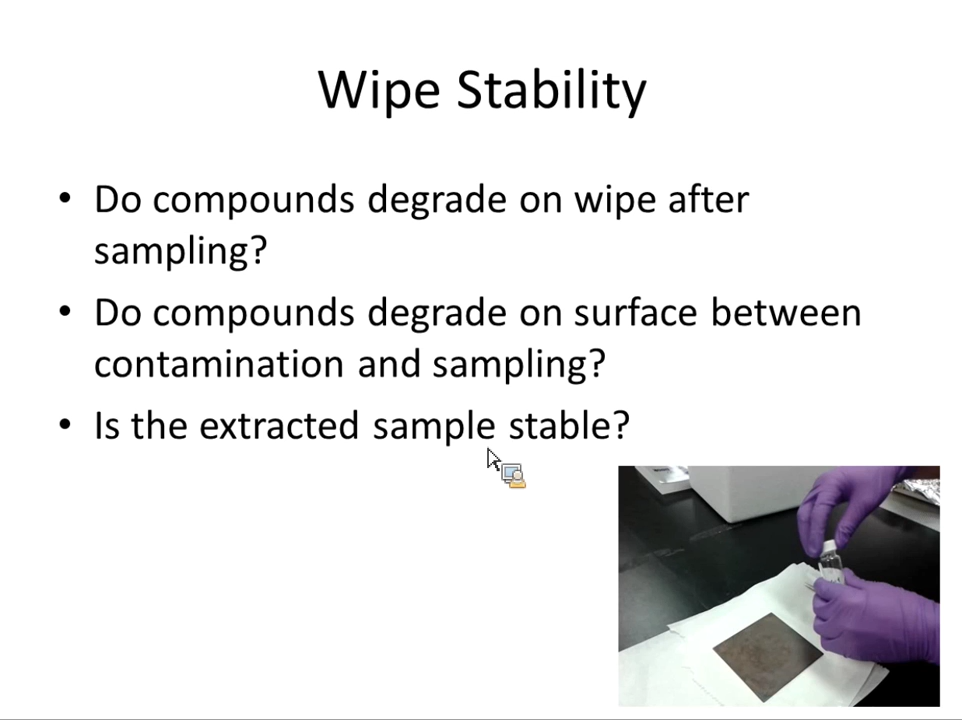 Wipe Stability
• Do compounds degrade on wipe after
sampling?
• Do compounds degrade on surface between
contamination and sampling?
• Is the extracted sample stable?